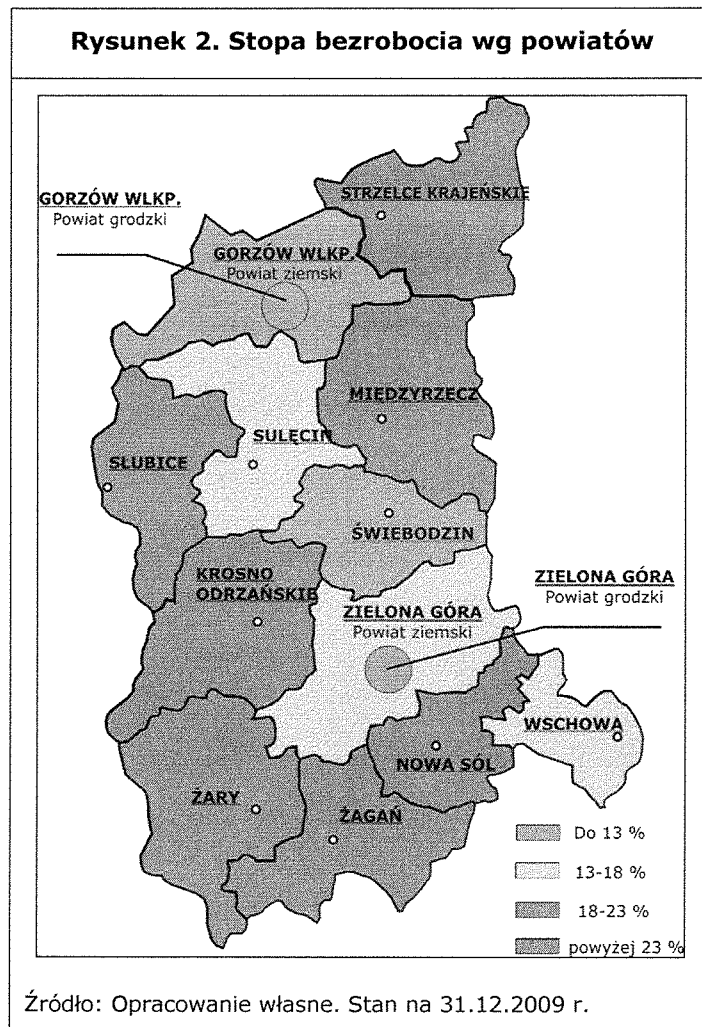 Rysunek 2. Stopa bezrobocia wg powiatów
STRZELCE KRAJEŃSKIE
GORZÓW WLKP.
Powiat grodzki
GORZÓW WLKP.
Powiat ziemski
MIĘDZYRZECZ
SULĘCIN
SŁUBICE
ŚWIEBODZIN
KROSNO
ODRZAŃSKIE
ZIELONA GÓRA
Powiat grodzki
ZIELONA GÓRA
Powiat ziemski
WSCHOWA
NOWA SÓL
ŻARY
ŻAGAŃ
Do 13 %
13-18 %
18-23 %
powyżej 23 %
Źródło: Opracowanie własne. Stan na 31.12.2009 r.